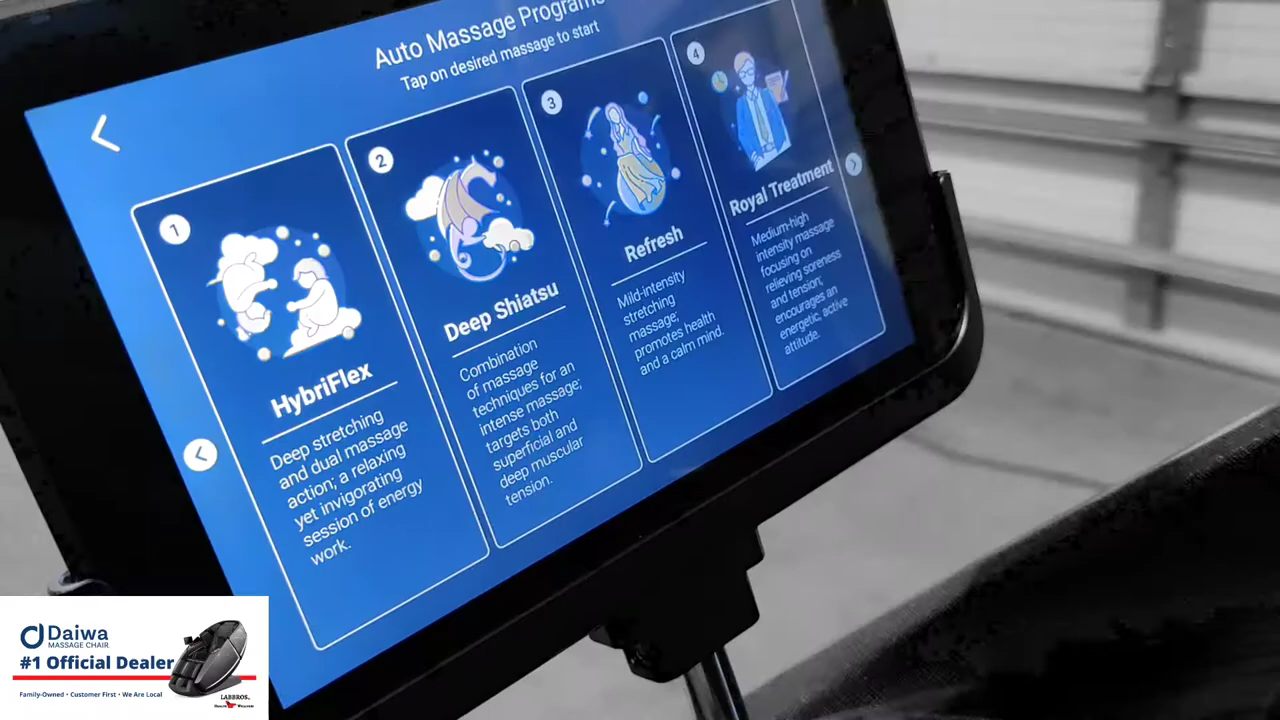 Auto Massage Programs
Tap on desired massage to start
1
HybriFlex
Deep stretching
and dual massage
action; a relaxing
yet invigorating
session of energy
work.
2
Deep Shiatsu
Combination
of massage
techniques for an
intense massage;
targets both
superficial and
deep muscular
tension.
3
Refresh
Mild-intensity
stretching
massage;
promotes health
and a calm mind.
4
Royal Treatment
Medium-high
intensity massage
focusing on
relieving soreness
and tension;
encourages an
energetic, active
attitude.
Daiwa
MASSAGE CHAIR
#1 Official Dealer
Family-Owned • Customer First • We Are Local
LABBROS.
Health & Wellness